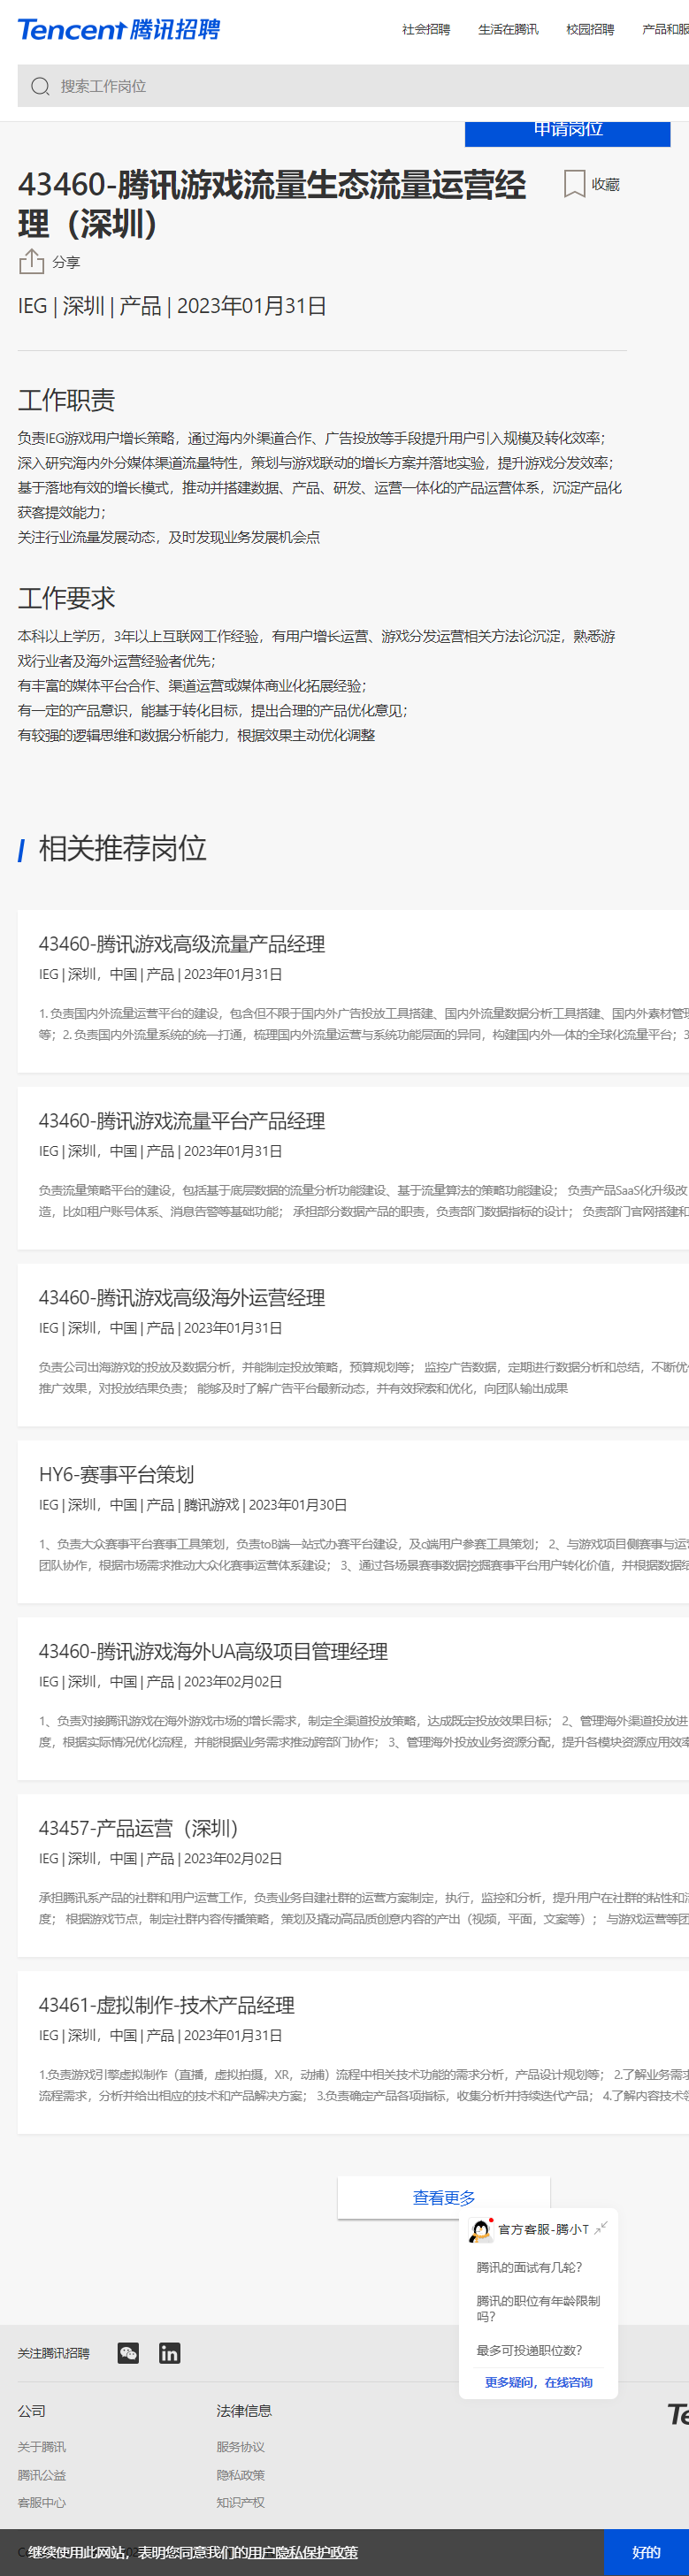 Tencent 腾讯招聘
社会招聘 生活在腾讯 校园招聘 产品和服
搜索工作岗位
申请岗位
43460-腾讯游戏流量生态流量运营经
理（深圳）
收藏
分享
IEG | 深圳 | 产品 | 2023年01月31日
工作职责
负责IEG游戏用户增长策略，通过海内外渠道合作、广告投放等手段提升用户引入规模及转化效率；
深入研究海内外分媒体渠道流量特性，策划与游戏联动的增长方案并落地实验，提升游戏分发效率；
基于落地有效的增长模式，推动并搭建数据、产品、研发、运营一体化的产品运营体系，沉淀产品化
获客提效能力；
关注行业流量发展动态，及时发现业务发展机会点
工作要求
本科以上学历，3年以上互联网工作经验，有用户增长运营、游戏分发运营相关方法论沉淀，熟悉游
戏行业者及海外运营经验者优先；
有丰富的媒体平台合作、渠道运营或媒体商业化拓展经验；
有一定的产品意识，能基于转化目标，提出合理的产品优化意见；
有较强的逻辑思维和数据分析能力，根据效果主动优化调整
相关推荐岗位
43460-腾讯游戏高级流量产品经理
IEG | 深圳，中国 | 产品 | 2023年01月31日
1. 负责国内外流量运营平台的建设，包含但不限于国内外广告投放工具搭建、国内外流量数据分析工具搭建、国内外素材管理
等；2. 负责国内外流量系统的统一打通，梳理国内外流量运营与系统功能层面的异同，构建国内外一体的全球化流量平台；3
43460-腾讯游戏流量平台产品经理
IEG | 深圳，中国 | 产品 | 2023年01月31日
负责流量策略平台的建设，包括基于底层数据的流量分析功能建设、基于流量算法的策略功能建设； 负责产品SaaS化升级改
造，比如租户账号体系、消息告警等基础功能； 承担部分数据产品的职责，负责部门数据指标的设计； 负责部门官网搭建和
43460-腾讯游戏高级海外运营经理
IEG | 深圳，中国 | 产品 | 2023年01月31日
负责公司出海游戏的投放及数据分析，并能制定投放策略，预算规划等； 监控广告数据，定期进行数据分析和总结，不断优
推广效果，对投放结果负责； 能够及时了解广告平台最新动态，并有效探索和优化，向团队输出成果
HY6-赛事平台策划
IEG | 深圳，中国 | 产品 | 腾讯游戏 | 2023年01月30日
1、负责大众赛事平台赛事工具策划，负责toB端一站式办赛平台建设，及c端用户参赛工具策划； 2、与游戏项目侧赛事与运营
团队协作，根据市场需求推动大众化赛事运营体系建设； 3、通过各场景赛事数据挖掘赛事平台用户转化价值，并根据数据结
43460-腾讯游戏海外UA高级项目管理经理
IEG | 深圳，中国 | 产品 | 2023年02月02日
1、负责对接腾讯游戏在海外游戏市场的增长需求，制定全渠道投放策略，达成既定投放效果目标； 2、管理海外渠道投放进
度，根据实际情况优化流程，并能根据业务需求推动跨部门协作； 3、管理海外投放业务资源分配，提升各模块资源应用效率
43457-产品运营（深圳）
IEG | 深圳，中国 | 产品 | 2023年02月02日
承担腾讯系产品的社群和用户运营工作，负责业务自建社群的运营方案制定，执行，监控和分析，提升用户在社群的粘性和活
度； 根据游戏节点，制定社群内容传播策略，策划及撬动高品质创意内容的产出（视频，平面，文案等）； 与游戏运营等团
43461-虚拟制作-技术产品经理
IEG | 深圳，中国 | 产品 | 2023年01月31日
1.负责游戏引擎虚拟制作（直播，虚拟拍摄，XR，动捕）流程中相关技术功能的需求分析，产品设计规划等； 2.了解业务需求
流程需求，分析并给出相应的技术和产品解决方案； 3.负责确定产品各项指标，收集分析并持续迭代产品； 4.了解内容技术领
查看更多
官方客服-腾小T
腾讯的面试有几轮？
腾讯的职位有年龄限制
吗？
最多可投递职位数？
更多疑问，在线咨询
关注腾讯招聘
公司 法律信息
关于腾讯 服务协议
腾讯公益 隐私政策
客服中心 知识产权
Te
继续使用此网站，表明您同意我们的用户隐私保护政策
好的